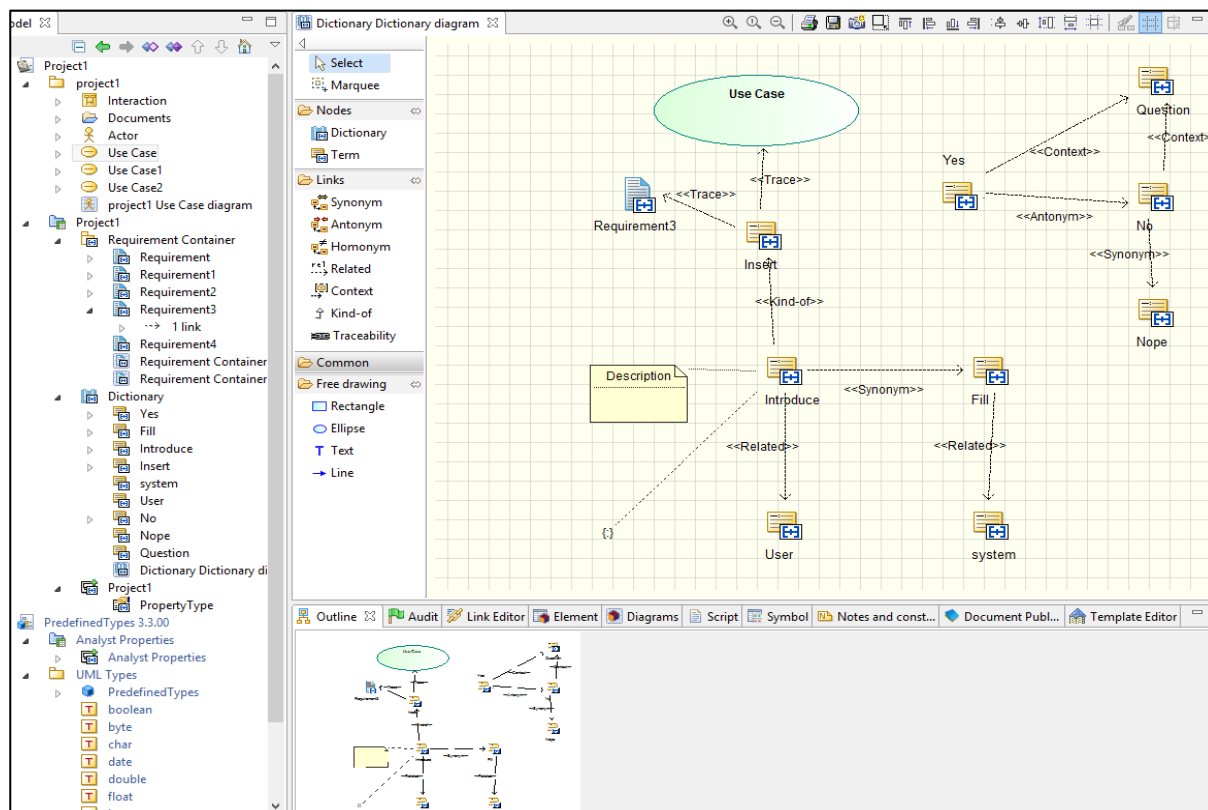 odel
Project1
project1
Interaction
Documents
Actor
Use Case
Use Case1
Use Case2
project1 Use Case diagram
Project1
Requirement Container
Requirement
Requirement1
Requirement2
Requirement3
1 link
Requirement4
Requirement Container
Requirement Container
Dictionary
Yes
Fill
Introduce
Insert
system
User
No
Nope
Question
Dictionary Dictionary di
Project1
PropertyType
PredefinedTypes 3.3.00
Analyst Properties
Analyst Properties
UML Types
PredefinedTypes
boolean
byte
char
date
double
float
Dictionary Dictionary diagram
Select
Marquee
Nodes
Dictionary
Term
Links
Synonym
Antonym
Homonym
Related
Context
Kind-of
Traceability
Common
Free drawing
Rectangle
Ellipse
Text
Line
Use Case
Question
<<Context>>
<<Context>
Yes
<<Trace>>
<<Trace>>
Requirement3
<<Antonym>>
No
Insert
<<Synonym>>
<<Kind-of>>
Nope
Description
Introduce
<<Synonym>>
Fill
<<Related>>
<<Related>>
{:}
User
system
Outline
Audit
Link Editor
Element
Diagrams
Script
Symbol
Notes and const...
Document Publ...
Template Editor